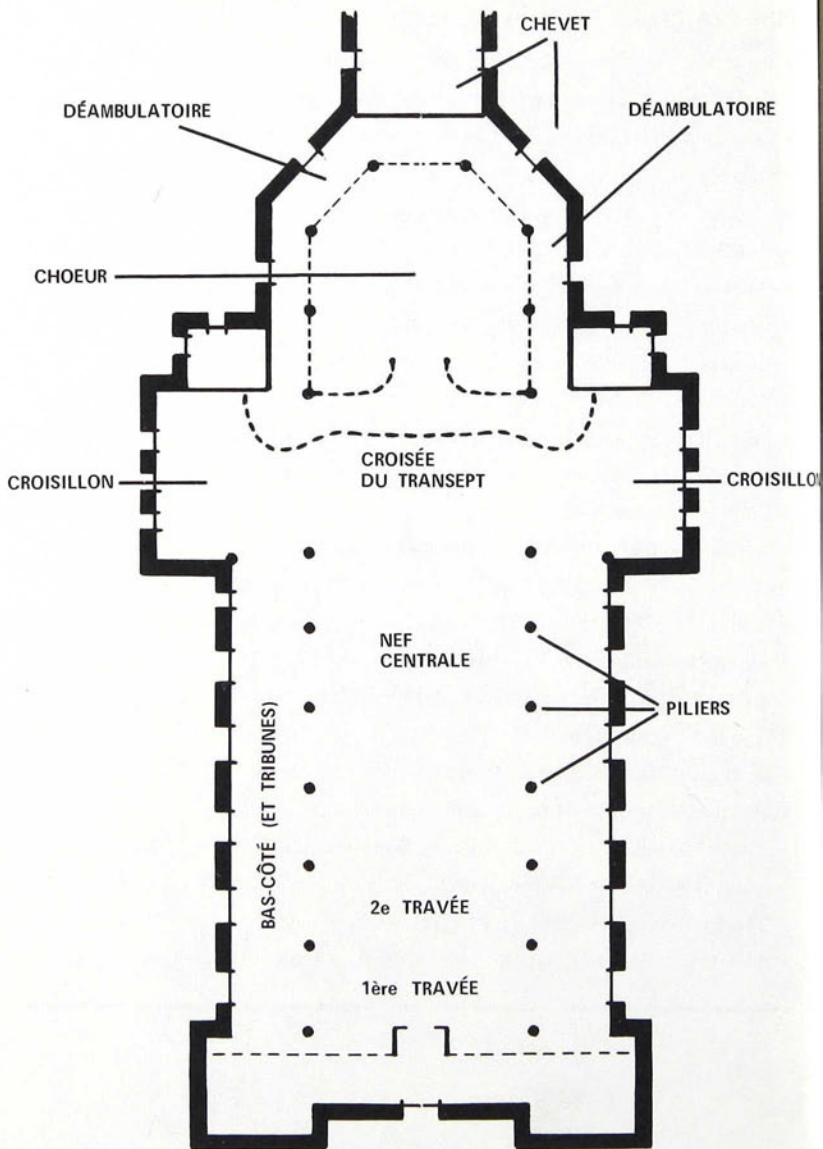 CHEVET
DÉAMBULATOIRE
DÉAMBULATOIRE
CHOEUR
CROISÉE
DU TRANSEPT
CROISILLON
CROISILLON
NEF
CENTRALE
PILIERS
BAS-CÔTÉ (ET TRIBUNES)
2e TRAVÉE
1ère TRAVÉE